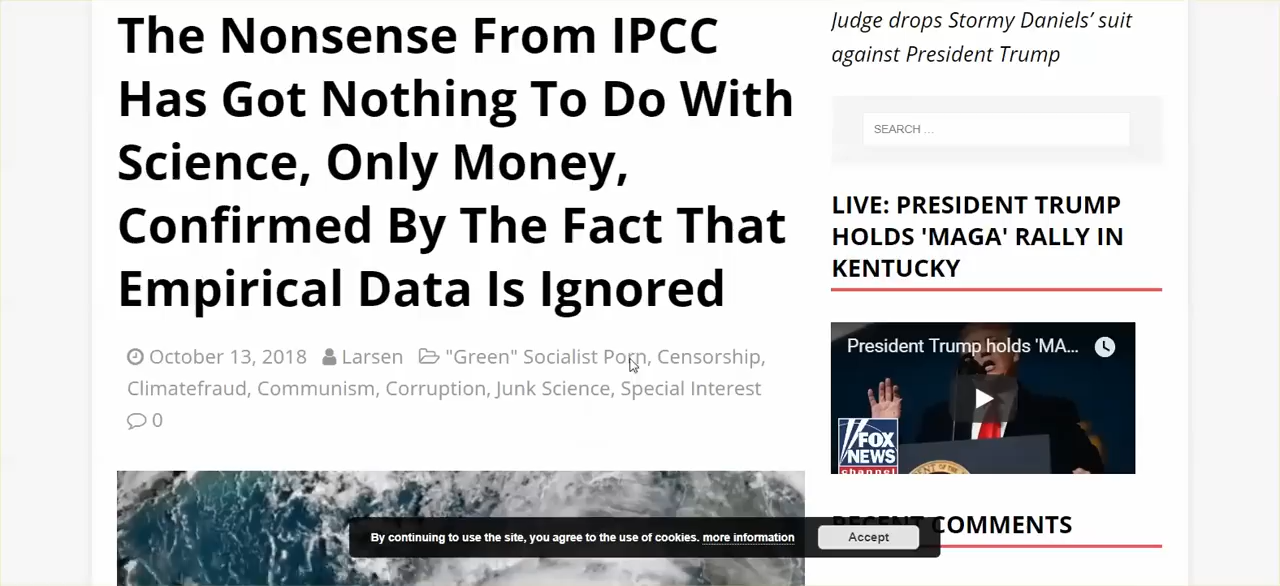 The Nonsense From IPCC
Has Got Nothing To Do With
Science, Only Money,
Confirmed By The Fact That
Empirical Data Is Ignored
October 13, 2018 Larsen "Green" Socialist Porn, Censorship,
Climatefraud, Communism, Corruption, Junk Science, Special Interest
0
By continuing to use the site, you agree to the use of cookies. more information Accept
Judge drops Stormy Daniels' suit
against President Trump
SEARCH ...
LIVE: PRESIDENT TRUMP
HOLDS 'MAGA' RALLY IN
KENTUCKY
President Trump holds 'MA...
FOX
NEWS
channel
RECENT COMMENTS